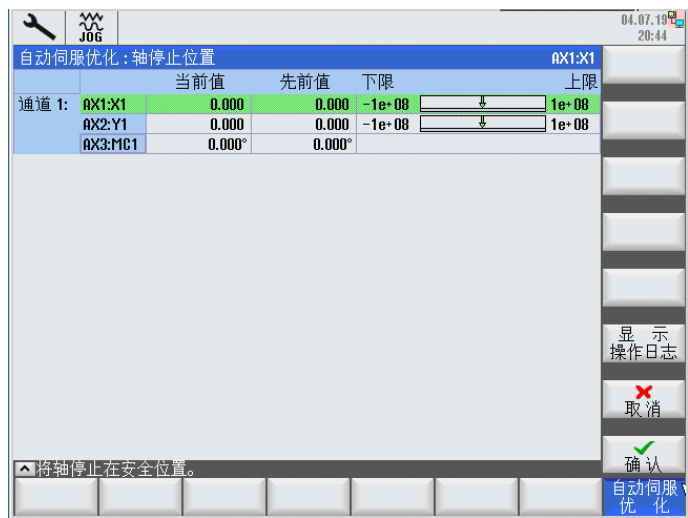 JOG
04.07.19
20:44
自动伺服优化:轴停止位置 AX1:X1
当前值 先前值 下限 上限
通道 1: AX1:X1 0.000 0.000 -1e+08 1e+08
AX2:Y1 0.000 0.000 -1e+08 1e+08
AX3:MC1 0.000° 0.000°
显 示
操作日志
取消
确认
将轴停止在安全位置。
自动伺服
优 化